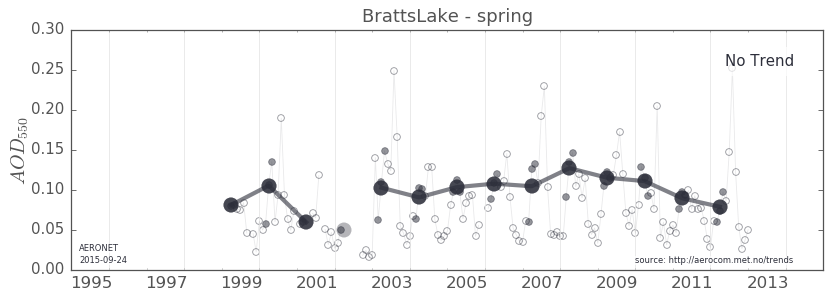 BrattsLake - spring
0.30
0.25
0.20
0.15
0.10
0.05
0.00
AOD550
No Trend
AERONET
2015-09-24
source: http://aerocom.met.no/trends
1995 1997 1999 2001 2003 2005 2007 2009 2011 2013